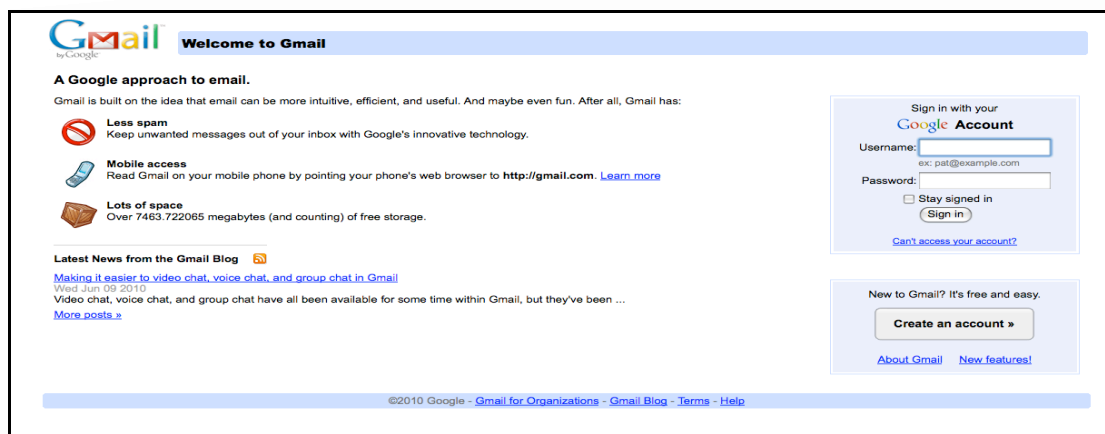 Gmail
by Google
Welcome to Gmail
A Google approach to email.
Gmail is built on the idea that email can be more intuitive, efficient, and useful. And maybe even fun. After all, Gmail has:
Less spam
Keep unwanted messages out of your inbox with Google's innovative technology.
Mobile access
Read Gmail on your mobile phone by pointing your phone's web browser to http://gmail.com. Learn more
Lots of space
Over 7463.722065 megabytes (and counting) of free storage.
Latest News from the Gmail Blog
Making it easier to video chat, voice chat, and group chat in Gmail
Wed Jun 09 2010
Video chat, voice chat, and group chat have all been available for some time within Gmail, but they've been ...
More posts »
Sign in with your
Google Account
Username:
ex: pat@example.com
Password:
Stay signed in
Sign in
Can't access your account?
New to Gmail? It's free and easy.
Create an account »
About Gmail New features!
©2010 Google - Gmail for Organizations - Gmail Blog - Terms - Help